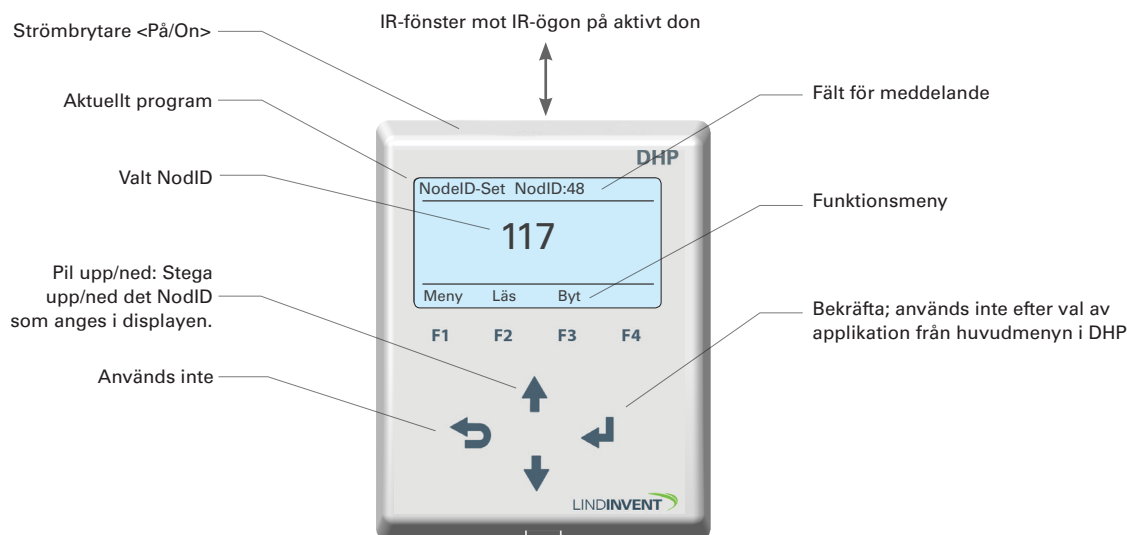 IR-fönster mot IR-ögon på aktivt don
Strömbrytare <På/On>
Aktuellt program
Valt NodID
Pil upp/ned: Stega
upp/ned det NodID
som anges i displayen.
Används inte
DHP
NodeID-Set NodID:48
117
Meny Läs Byt
F1 F2 F3 F4
LINDINVENT
Fält för meddelande
Funktionsmeny
Bekräfta; används inte efter val av
applikation från huvudmenyn i DHP